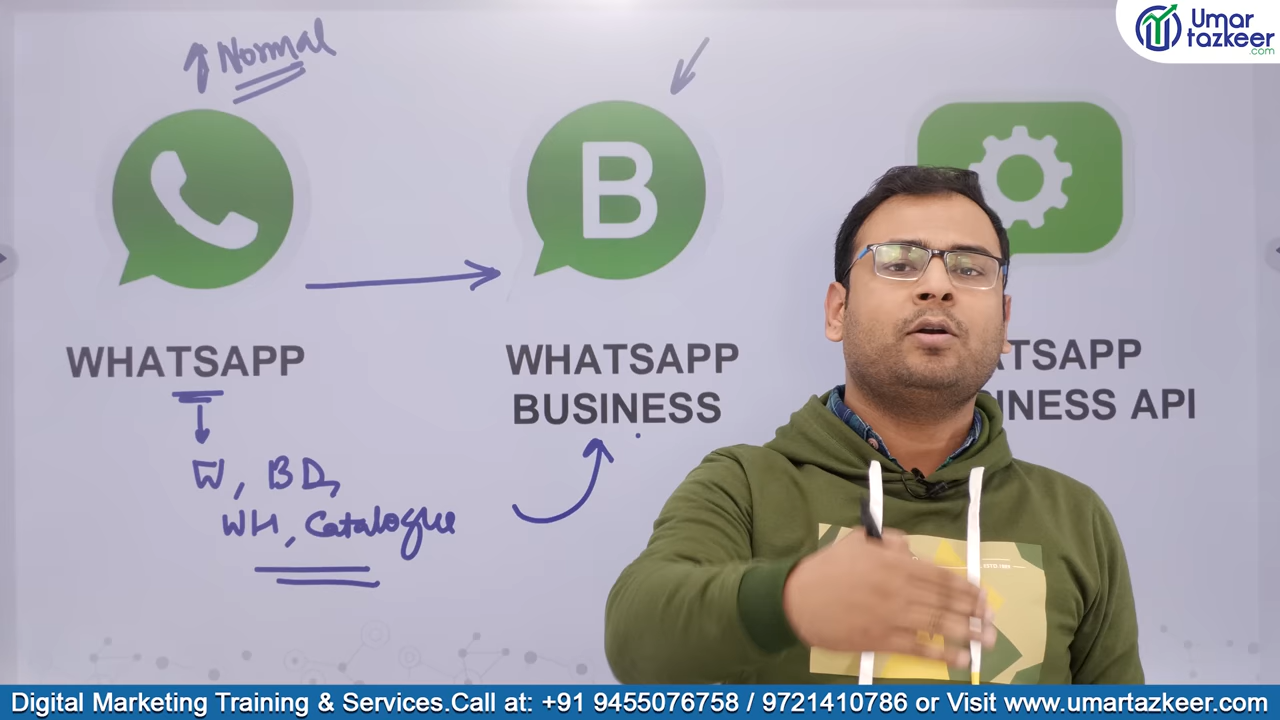 Umar
tazkeer
.com
Normal
B
WHATSAPP
WHATSAPP
BUSINESS
TSAPP
INESS API
W, BD,
WH, Catalogue
Digital Marketing Training & Services.Call at: +91 9455076758 / 9721410786 or Visit www.umartazkeer.com